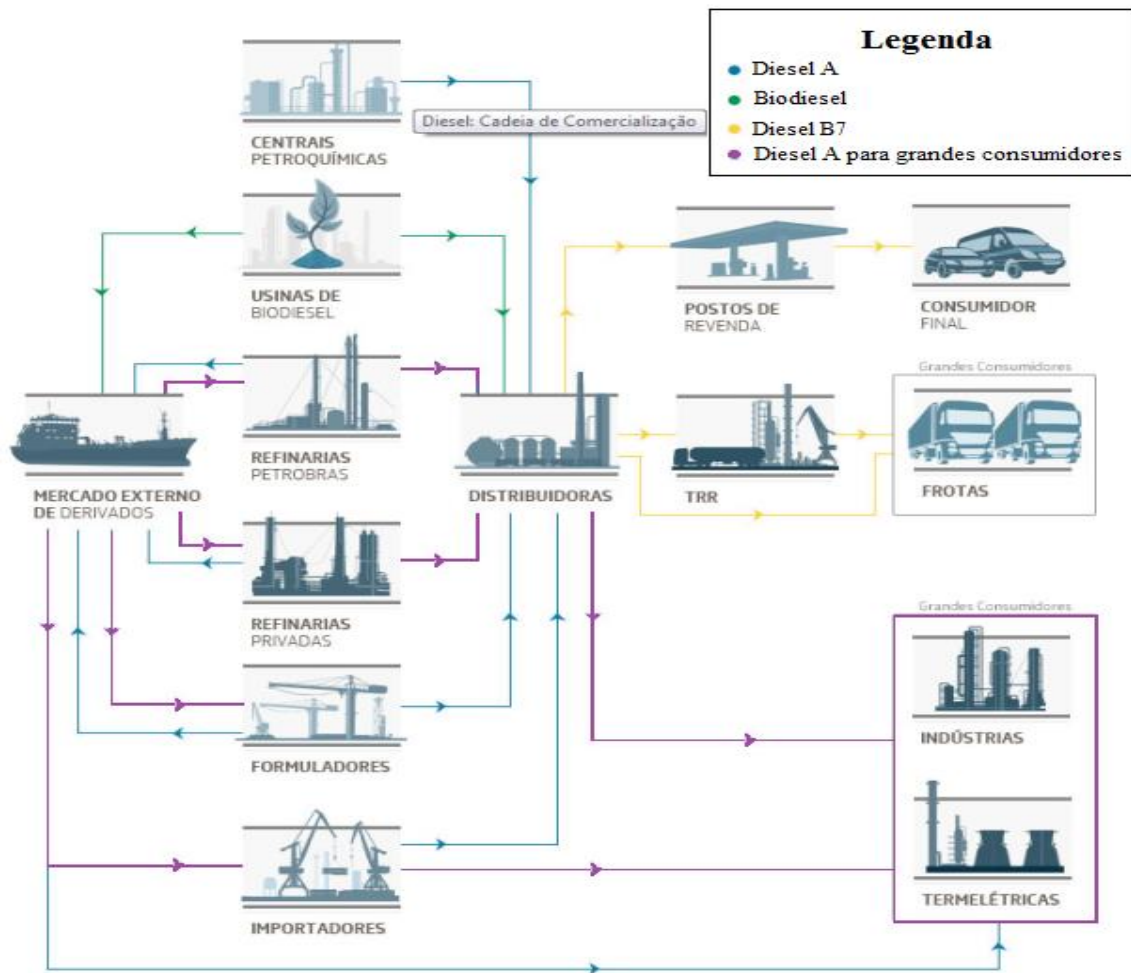 Legenda
Diesel A
Biodiesel
Diesel B7
Diesel A para grandes consumidores
Diesel: Cadeia de Comercialização
CENTRAIS
PETROQUÍMICAS
USINAS DE
BIODIESEL
POSTOS DE
REVENDA
CONSUMIDOR
FINAL
REFINARIAS
PETROBRAS
MERCADO EXTERNO
DE DERIVADOS
DISTRIBUIDORAS
TRR
Grandes Consumidores
FROTAS
REFINARIAS
PRIVADAS
FORMULADORES
Grandes Consumidores
INDÚSTRIAS
IMPORTADORES
TERMELÉTRICAS